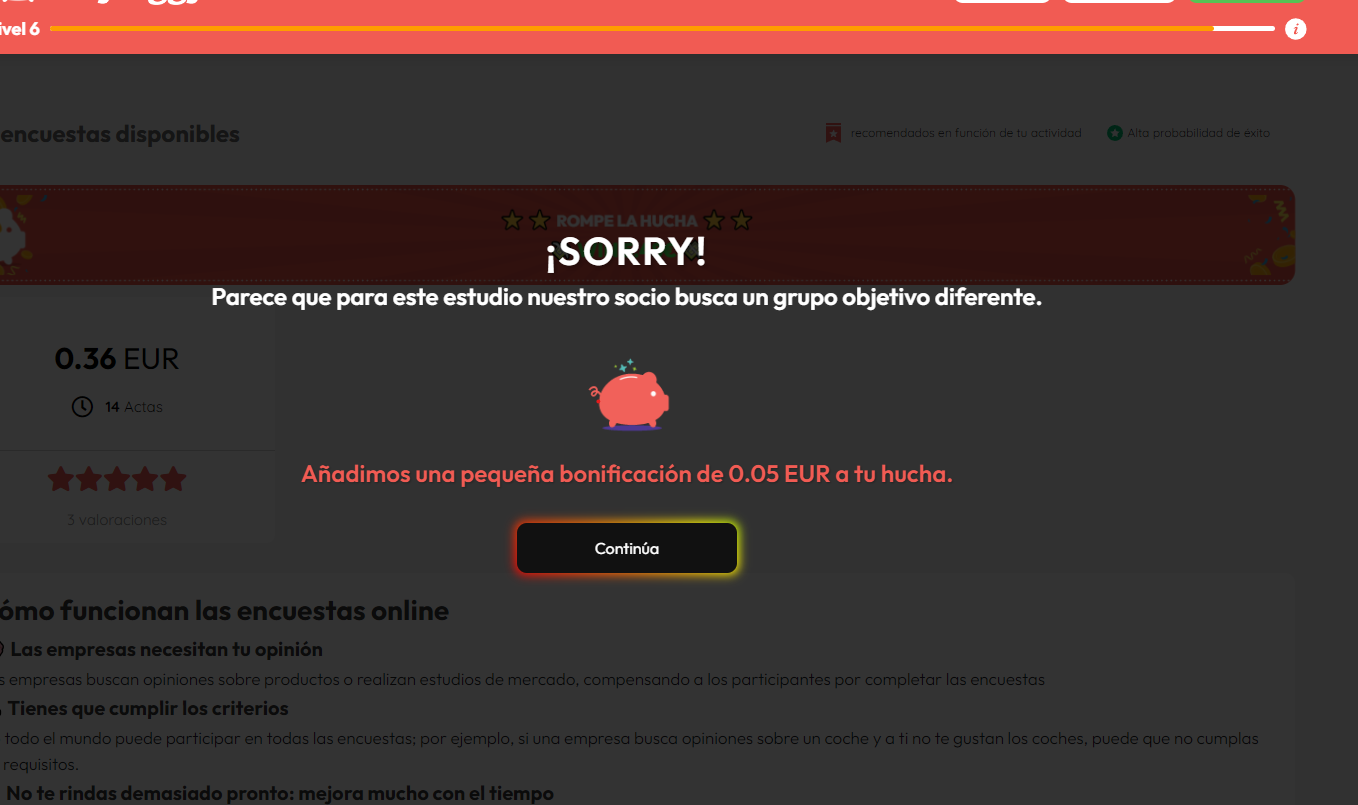 ivel 6
i
encuestas disponibles
recomendados en función de tu actividad
Alta probabilidad de éxito
ROMPE LA HUCHA
¡SORRY!
Parece que para este estudio nuestro socio busca un grupo objetivo diferente.
0.36 EUR
14 Actas
Añadimos una pequeña bonificación de 0.05 EUR a tu hucha.
3 valoraciones
Continúa
ómo funcionan las encuestas online
Las empresas necesitan tu opinión
s empresas buscan opiniones sobre productos o realizan estudios de mercado, compensando a los participantes por completar las encuestas
Tienes que cumplir los criterios
todo el mundo puede participar en todas las encuestas; por ejemplo, si una empresa busca opiniones sobre un coche y a ti no te gustan los coches, puede que no cumplas
requisitos.
No te rindas demasiado pronto: mejora mucho con el tiempo